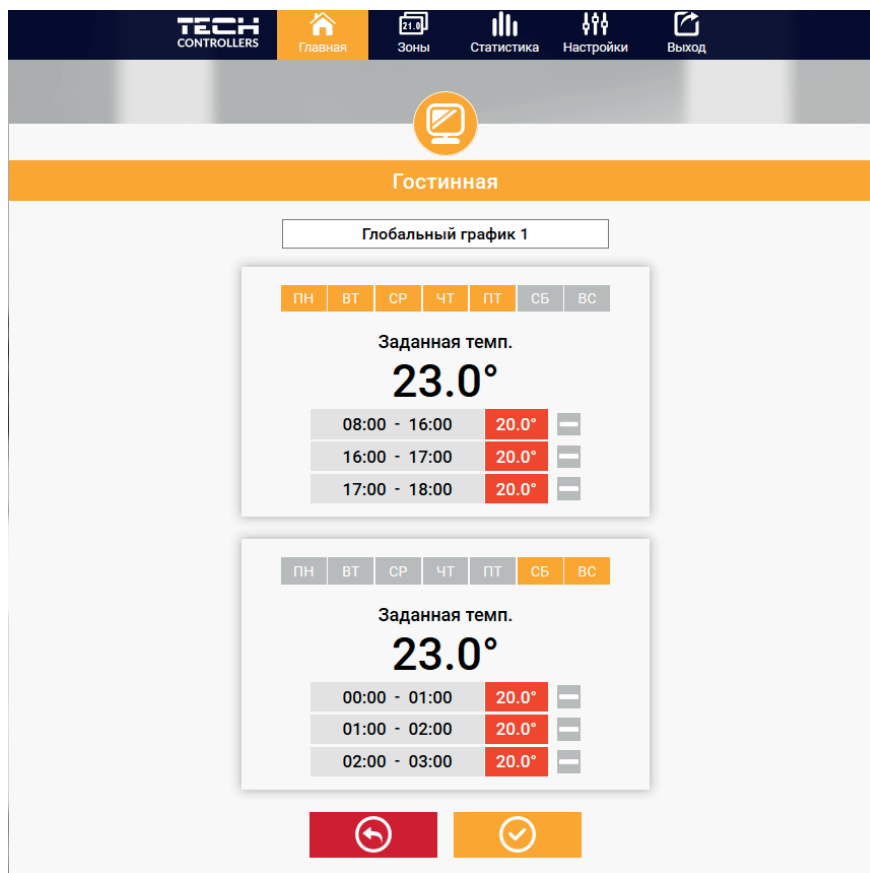 TECH
CONTROLLERS
Главная
21.0
Зоны
Статистика
Настройки
Выход
Гостинная
Глобальный график 1
ПН ВТ СР ЧТ ПТ СБ ВС
Заданная темп.
23.0°
08:00 - 16:00 20.0°
16:00 - 17:00 20.0°
17:00 - 18:00 20.0°
ПН ВТ СР ЧТ ПТ СБ ВС
Заданная темп.
23.0°
00:00 - 01:00 20.0°
01:00 - 02:00 20.0°
02:00 - 03:00 20.0°